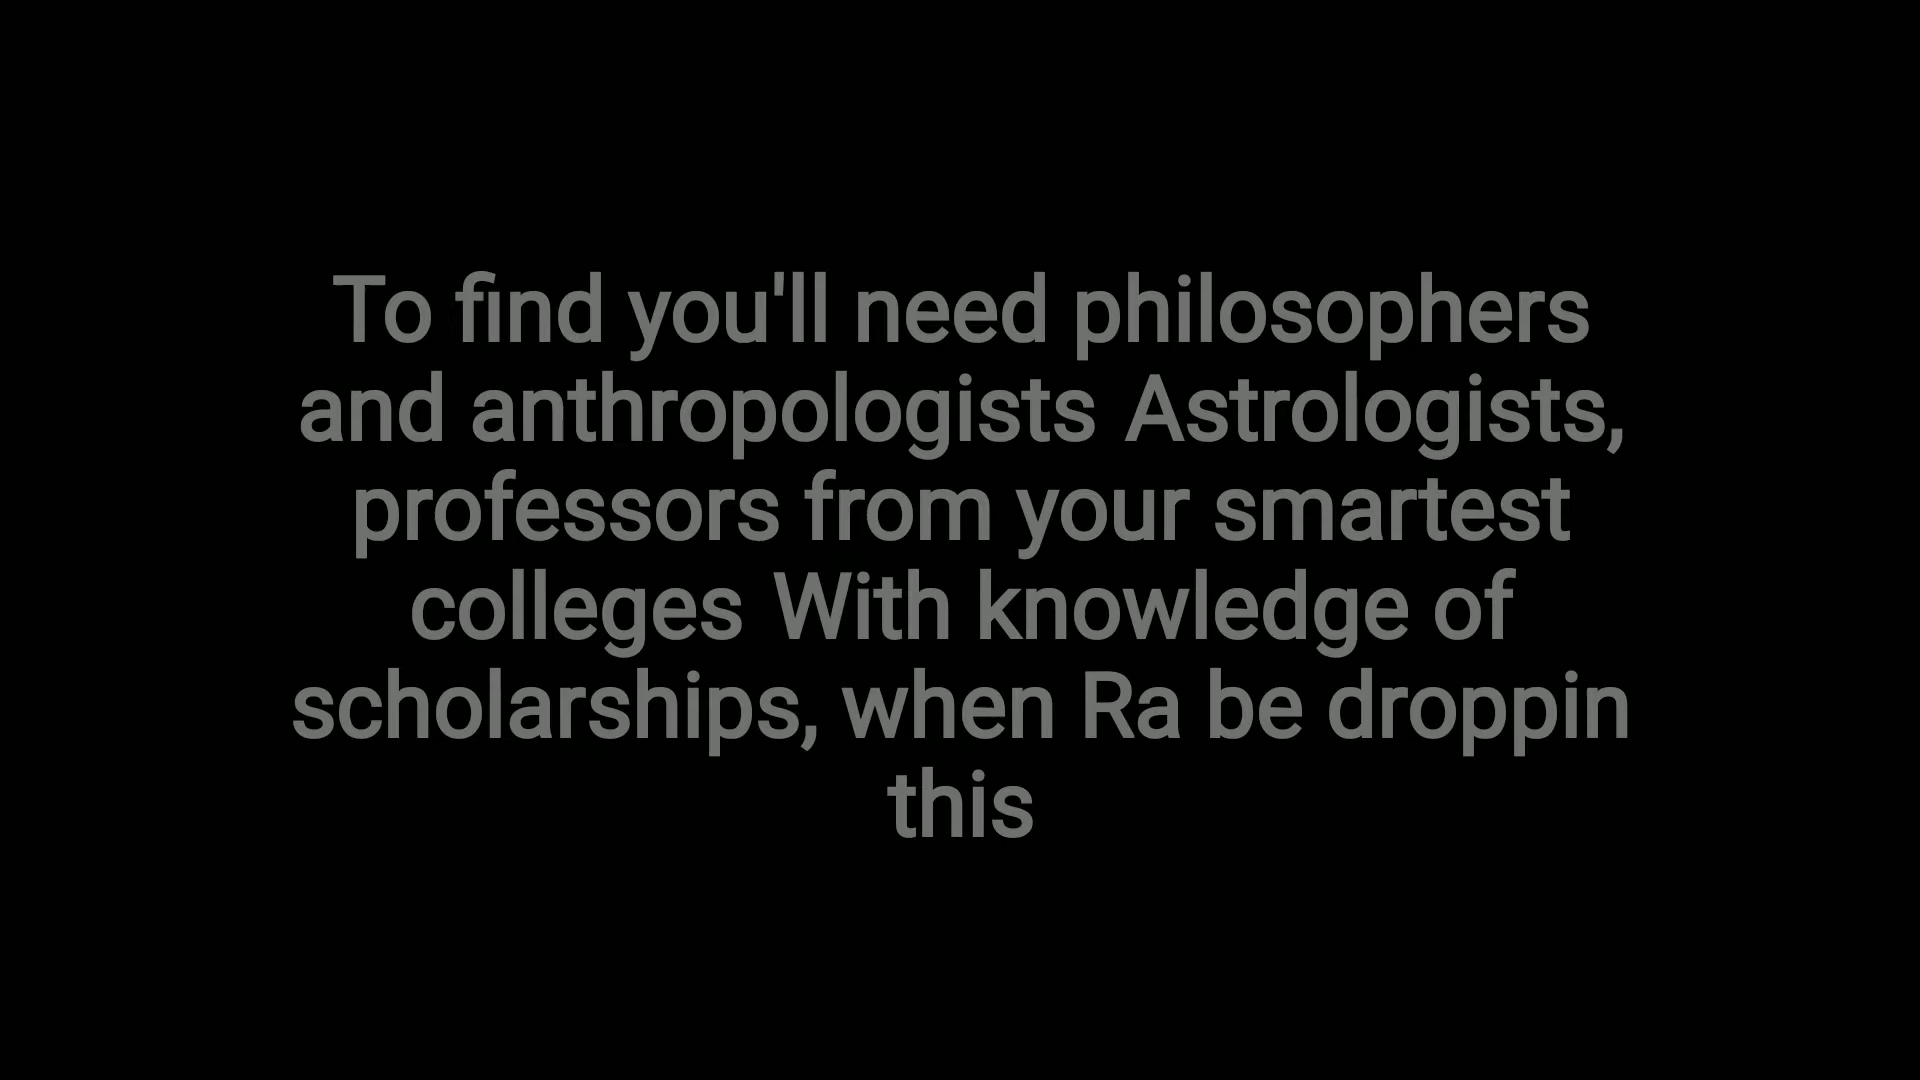 To find you'll need philosophers
and anthropologists Astrologists,
professors from your smartest
colleges With knowledge of
scholarships, when Ra be droppin
this